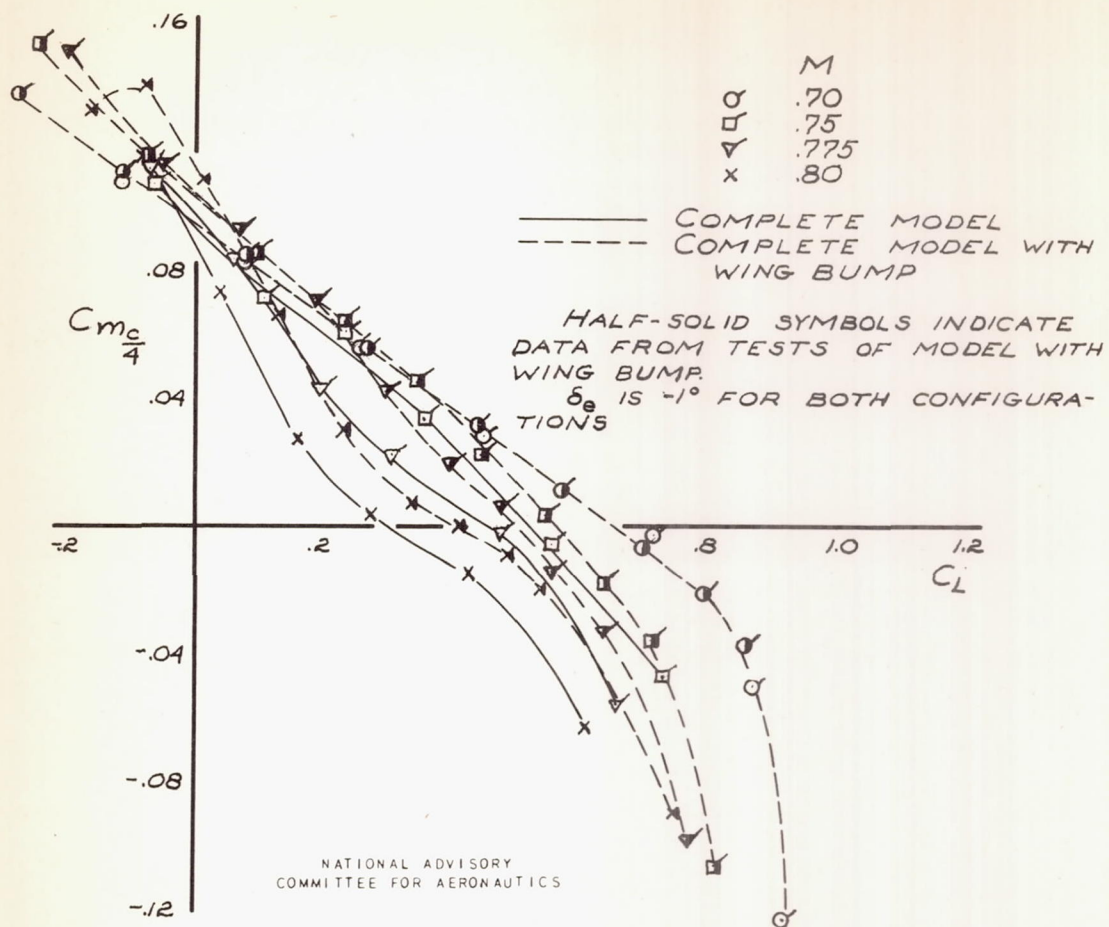 .16
M
.70
.75
.775
.80
COMPLETE MODEL
COMPLETE MODEL WITH
WING BUMP
.08
Cm c/4
HALF-SOLID SYMBOLS INDICATE
DATA FROM TESTS OF MODEL WITH
WING BUMP.
δe IS -1° FOR BOTH CONFIGURA-
TIONS
.04
-.2
.2
.8
1.0
1.2
CL
-.04
-.08
NATIONAL ADVISORY
COMMITTEE FOR AERONAUTICS
-.12